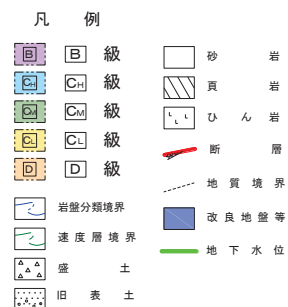 凡 例
B B 級
CH CH 級
CM CM 級
CL CL 級
D D 級
岩盤分類境界
速度層境界
盛 土
旧 表 土
砂 岩
頁 岩
ひ ん 岩
断 層
地 質 境 界
改 良 地 盤 等
地 下 水 位